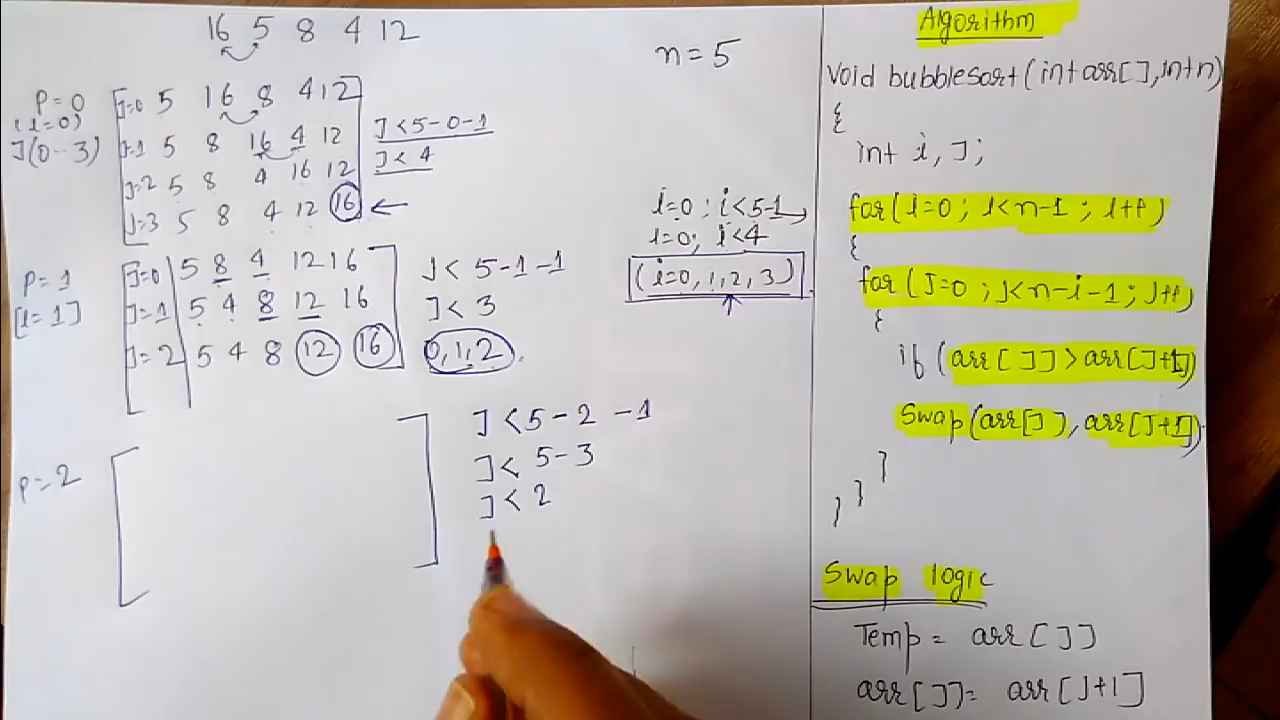 16 5 8 4 12
n=5
P=0
(i=0)
J(0--3)
J=0 5 16 8 4 12
J=1 5 8 16 4 12
J=2 5 8 4 16 12
J=3 5 8 4 12 16
J<5-0-1
J<4
P=1
[i=1]
J=0 5 8 4 12 16
J=1 5 4 8 12 16
J=2 5 4 8 12 16
J< 5-1-1
J<3
0,1,2
P=2
J<5-2-1
J< 5-3
J< 2
i=0; i<5-1
i=0; i<4
(i=0,1,2,3)
Algorithm
Void bubbleSort(int arr[],int n)
{
int i, J;
for(i=0; i<n-1; i++)
{
for(J=0; J<n-i-1; J++)
{
if(arr[J]>arr[J+1])
Swap(arr[J],arr[J+1])
}
}
}
Swap logic
Temp= arr[J]
arr[J]= arr[J+1]